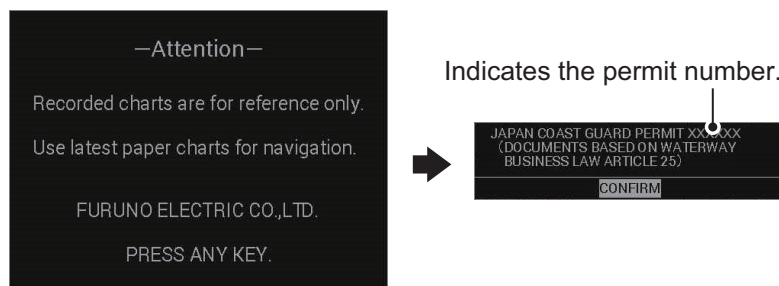 —Attention—
Recorded charts are for reference only.
Use latest paper charts for navigation.
FURUNO ELECTRIC CO.,LTD.
PRESS ANY KEY.
Indicates the permit number.
JAPAN COAST GUARD PERMIT XXXXXX
(DOCUMENTS BASED ON WATERWAY
BUSINESS LAW ARTICLE 25)
CONFIRM